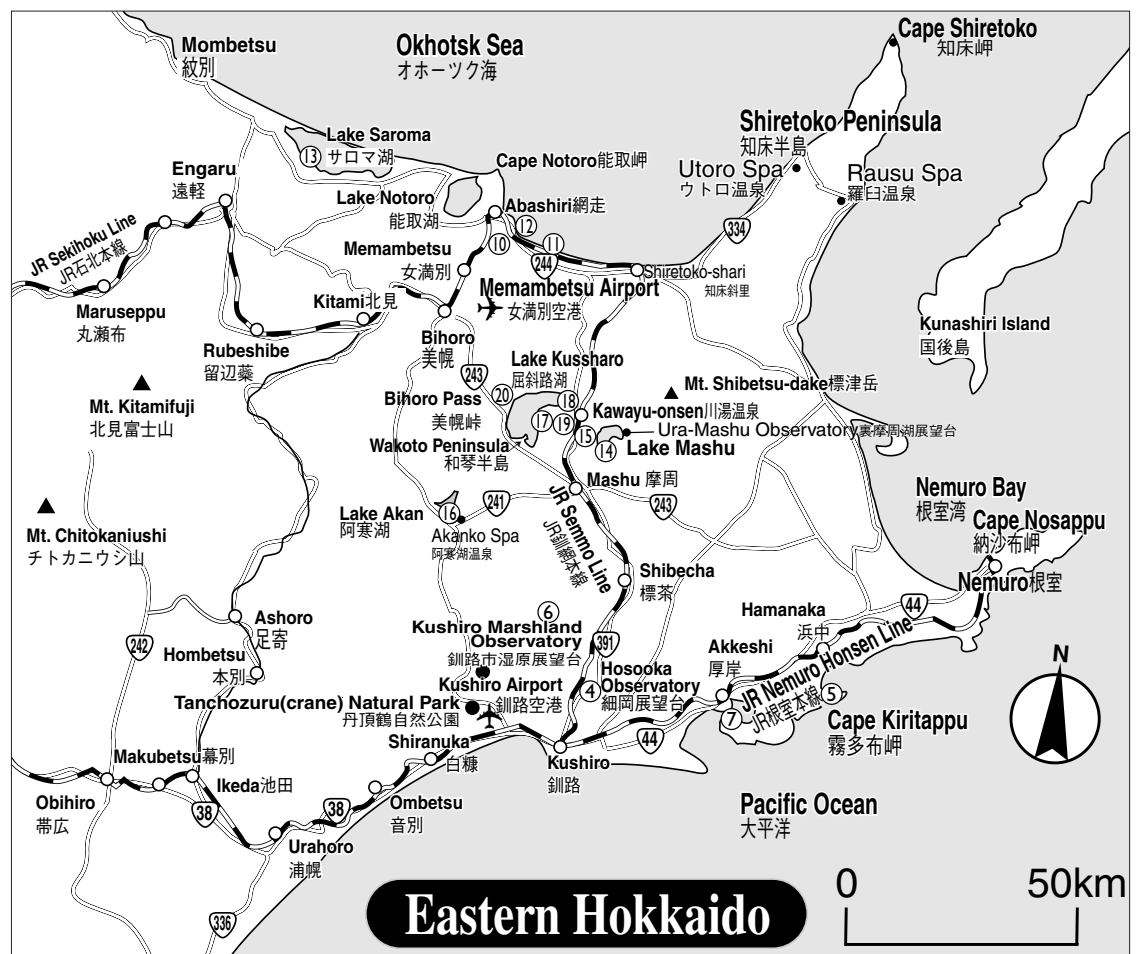 Mombetsu
紋別
Okhotsk Sea
オホーツク海
Cape Shiretoko
知床岬
Shiretoko Peninsula
知床半島
Utoro Spa
ウトロ温泉
Rausu Spa
羅臼温泉
Lake Saroma
サロマ湖
13
Cape Notoro能取岬
Engaru
遠軽
Lake Notoro
能取湖
Abashiri網走
12
10
11
334
244
JR Sekihoku Line
JR石北本線
Memambetsu
女満別
Shiretoko-shari
知床斜里
Memambetsu Airport
女満別空港
Maruseppu
丸瀬布
Kitami北見
Kunashiri Island
国後島
Rubeshibe
留辺蘂
Bihoro
美幌
243
Lake Kussharo
屈斜路湖
Mt. Shibetsu-dake標津岳
Mt. Kitamifuji
北見富士山
Bihoro Pass
美幌峠
20
18
17
19
Kawayu-onsen川湯温泉
15
14
Ura-Mashu Observatory裏摩周湖展望台
Lake Mashu
Wakoto Peninsula
和琴半島
Mashu 摩周
Mt. Chitokaniushi
チトカニウシ山
Lake Akan
阿寒湖
16
241
Akanko Spa
阿寒湖温泉
JR Semmo Line
JR釧網本線
243
Nemuro Bay
根室湾
Cape Nosappu
納沙布岬
Nemuro根室
Shibecha
標茶
Ashoro
足寄
242
Hombetsu
本別
6
Kushiro Marshland
Observatory
釧路市湿原展望台
391
Hamanaka
浜中
44
Akkeshi
厚岸
JR Nemuro Honsen Line
JR根室本線
5
7
Hosooka
Observatory
細岡展望台
4
Tanchozuru(crane) Natural Park
丹頂鶴自然公園
Kushiro Airport
釧路空港
Cape Kiritappu
霧多布岬
N
Shiranuka
白糠
44
Kushiro
釧路
Makubetsu幕別
Ikeda池田
Obihiro
帯広
38
38
Ombetsu
音別
Pacific Ocean
大平洋
Urahoro
浦幌
336
Eastern Hokkaido
0
50km